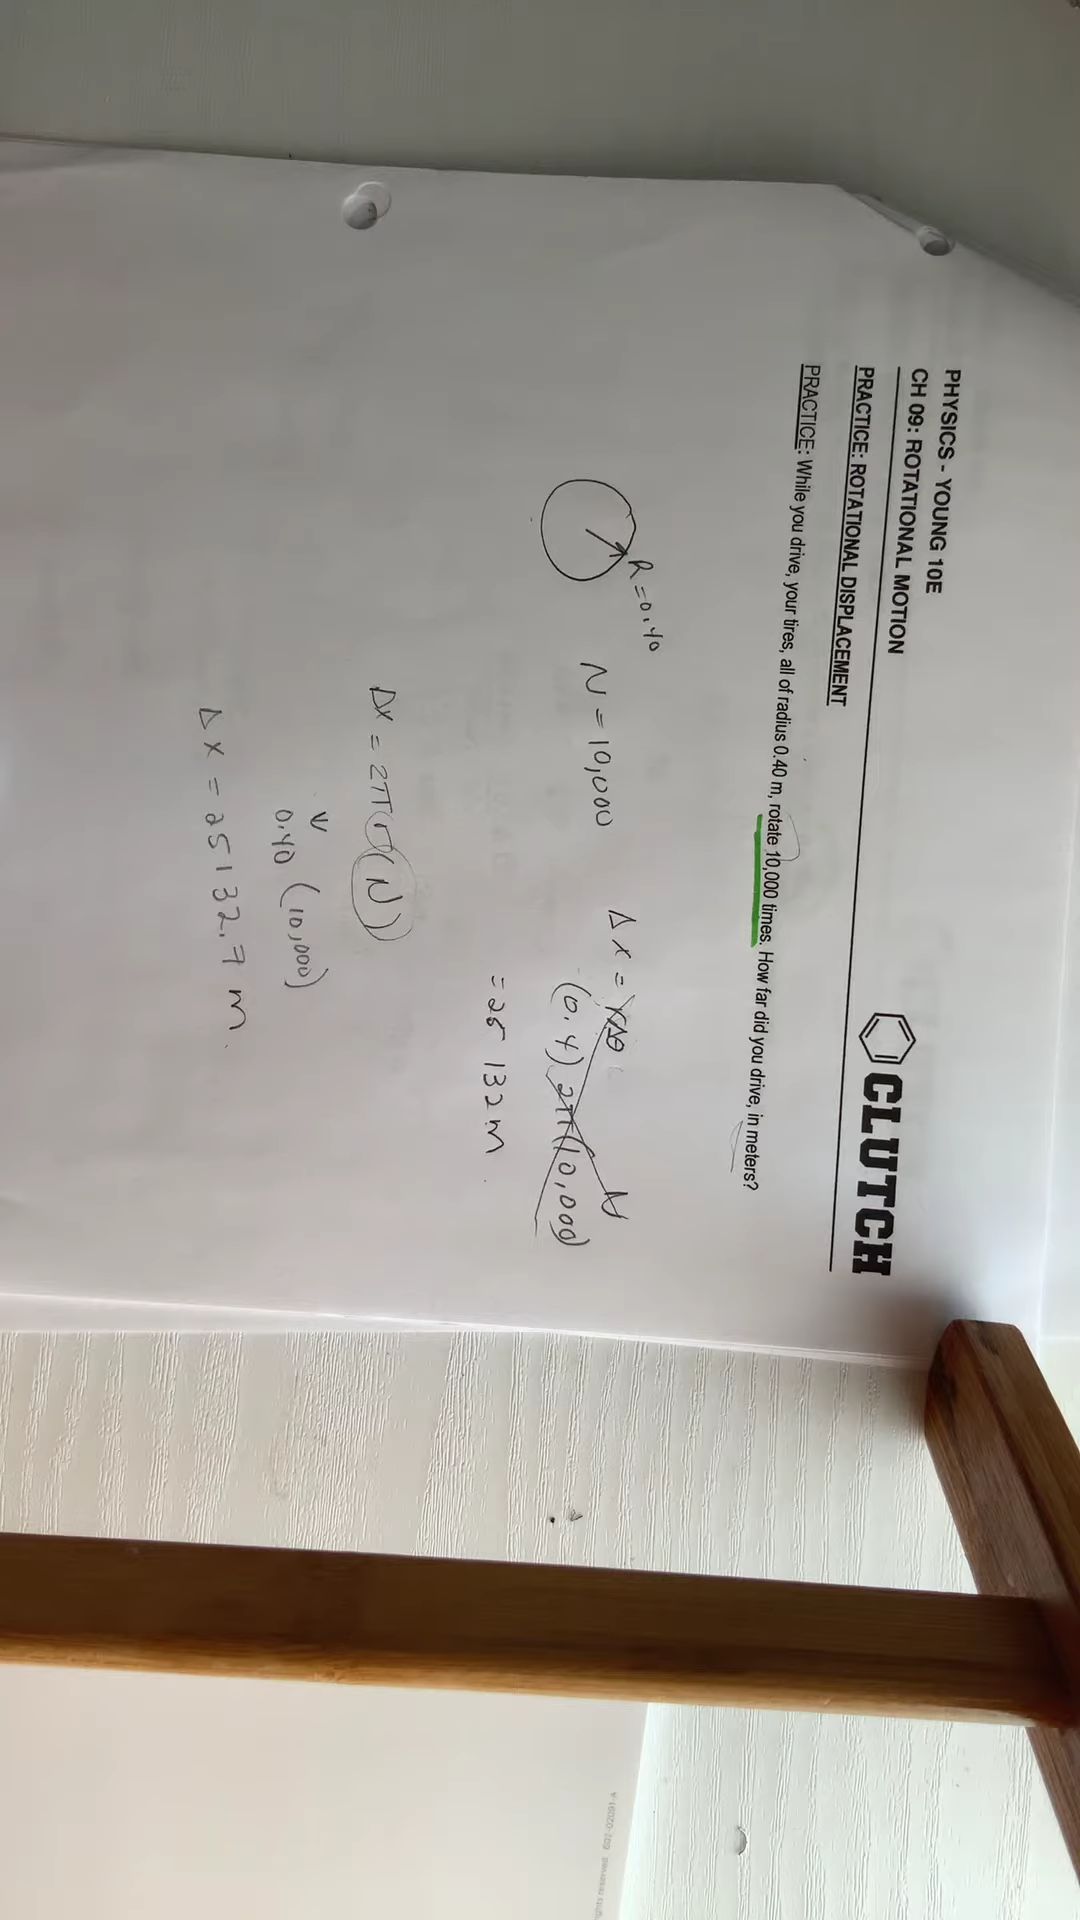 PHYSICS - YOUNG 10E
CH 09: ROTATIONAL MOTION
CLUTCH
PRACTICE: ROTATIONAL DISPLACEMENT
PRACTICE: While you drive, your tires, all of radius 0.40 m, rotate 10,000 times. How far did you drive, in meters?
R = 0.40
N = 10,000
Δx = rΔθ
N
(0.4) 2π(10,000)
= 25 132 m
Δx = 2π r(N)
0.40 (10,000)
Δx = 25132.7 m